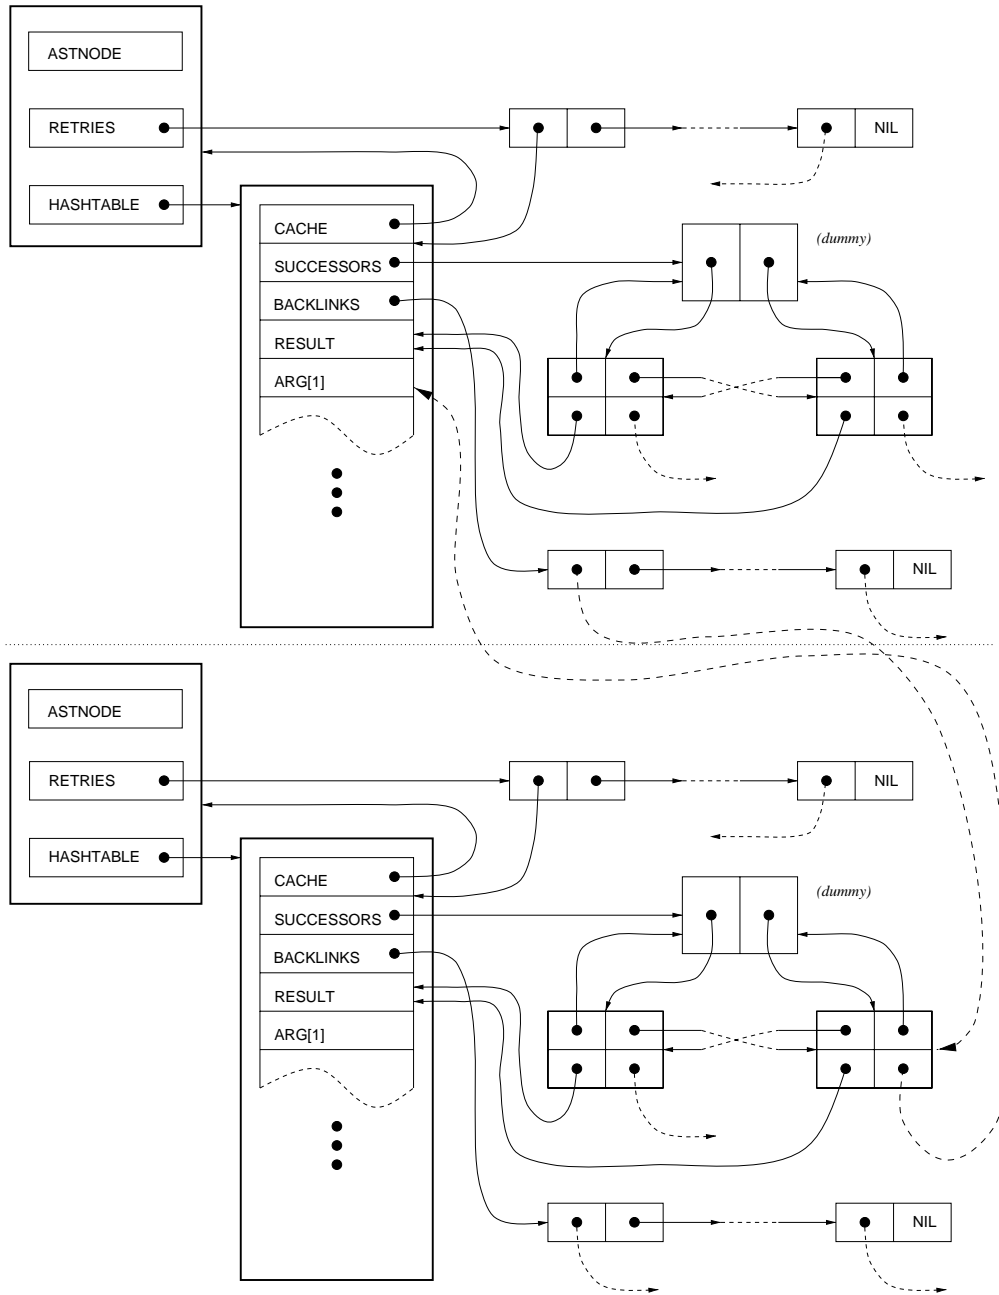 ASTNODE
RETRIES
NIL
HASHTABLE
CACHE
(dummy)
SUCCESSORS
BACKLINKS
RESULT
ARG[1]
NIL
ASTNODE
RETRIES
NIL
HASHTABLE
CACHE
(dummy)
SUCCESSORS
BACKLINKS
RESULT
ARG[1]
NIL